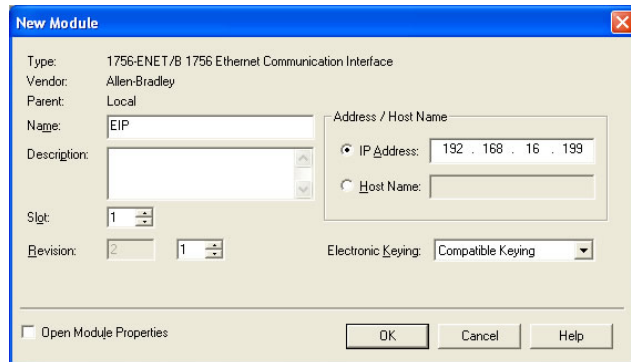 New Module
Type: 1756-ENET/B 1756 Ethernet Communication Interface
Vendor: Allen-Bradley
Parent: Local
Name: EIP
Address / Host Name
IP Address: 192 . 168 . 16 . 199
Description:
Host Name:
Slot: 1
Revision: 2 1
Electronic Keying: Compatible Keying
Open Module Properties
OK Cancel Help